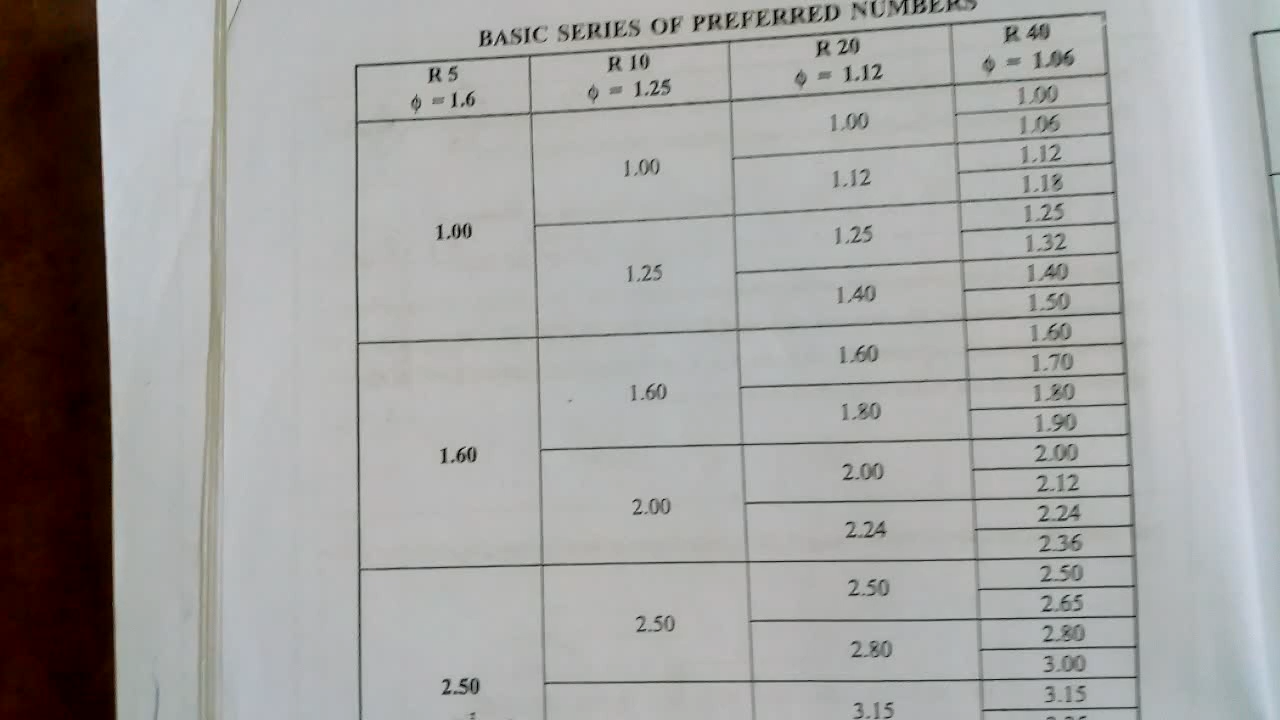 BASIC SERIES OF PREFERRED NUMBERS
R 5 R 10 R 20 R 40
ϕ = 1.6 ϕ = 1.25 ϕ = 1.12 ϕ = 1.06
1.00 1.00 1.00 1.00
1.06
1.12 1.12
1.18
1.25 1.25 1.25
1.32
1.40 1.40
1.50
1.60 1.60 1.60 1.60
1.70
1.80 1.80
1.90
2.00 2.00 2.00
2.12
2.24 2.24
2.36
2.50 2.50 2.50 2.50
2.65
2.80 2.80
3.00
3.15 3.15